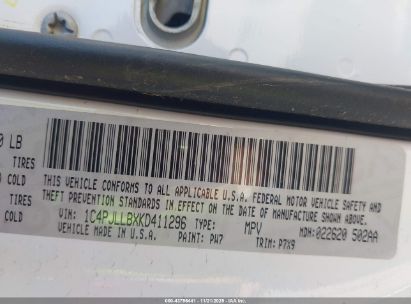 0 LB
TIRES
COLD
TIRES
COLD
THIS VEHICLE CONFORMS TO ALL APPLICABLE U.S.A. FEDERAL MOTOR VEHICLE SAFETY AND
THEFT PREVENTION STANDARDS IN EFFECT ON THE DATE OF MANUFACTURE SHOWN ABOVE.
VIN: 1C4PJLLBXKD411296 TYPE: MPV MDH: 022620 502AA
VEHICLE MADE IN U.S.A. PAINT: PW7 TRIM: P7X9